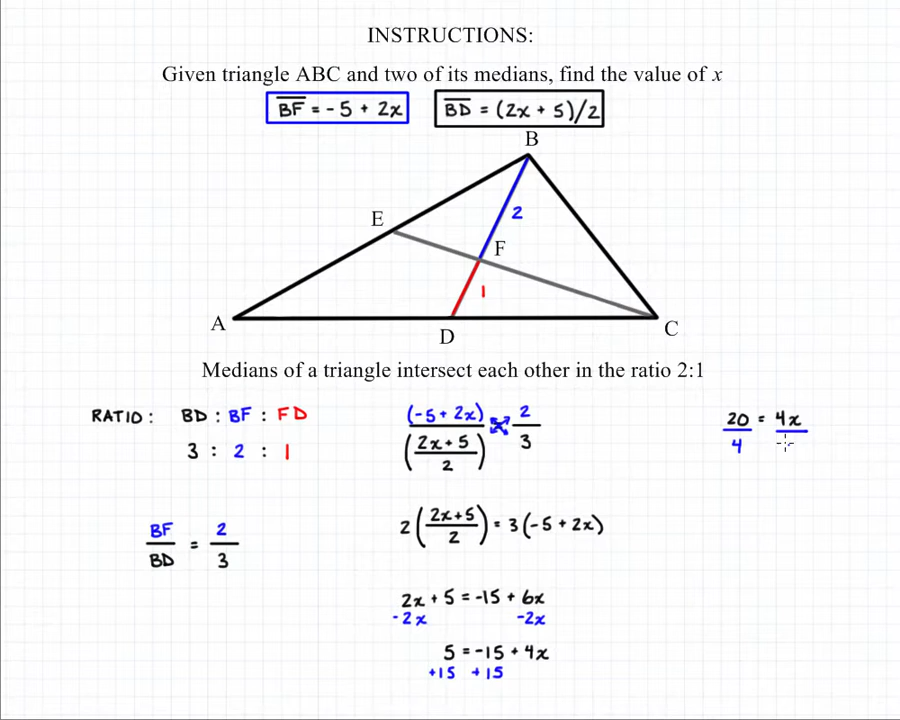 INSTRUCTIONS:
Given triangle ABC and two of its medians, find the value of x
BF = -5 + 2x
BD = (2x + 5)/2
B
2
E
F
1
A
D
C
Medians of a triangle intersect each other in the ratio 2:1
RATIO: BD : BF : FD
3 : 2 : 1
BF/BD = 2/3
(-5 + 2x)/((2x + 5)/2) 2/3
2((2x + 5)/2) = 3(-5 + 2x)
2x + 5 = -15 + 6x
-2x -2x
5 = -15 + 4x
+15 +15
20 = 4x
4